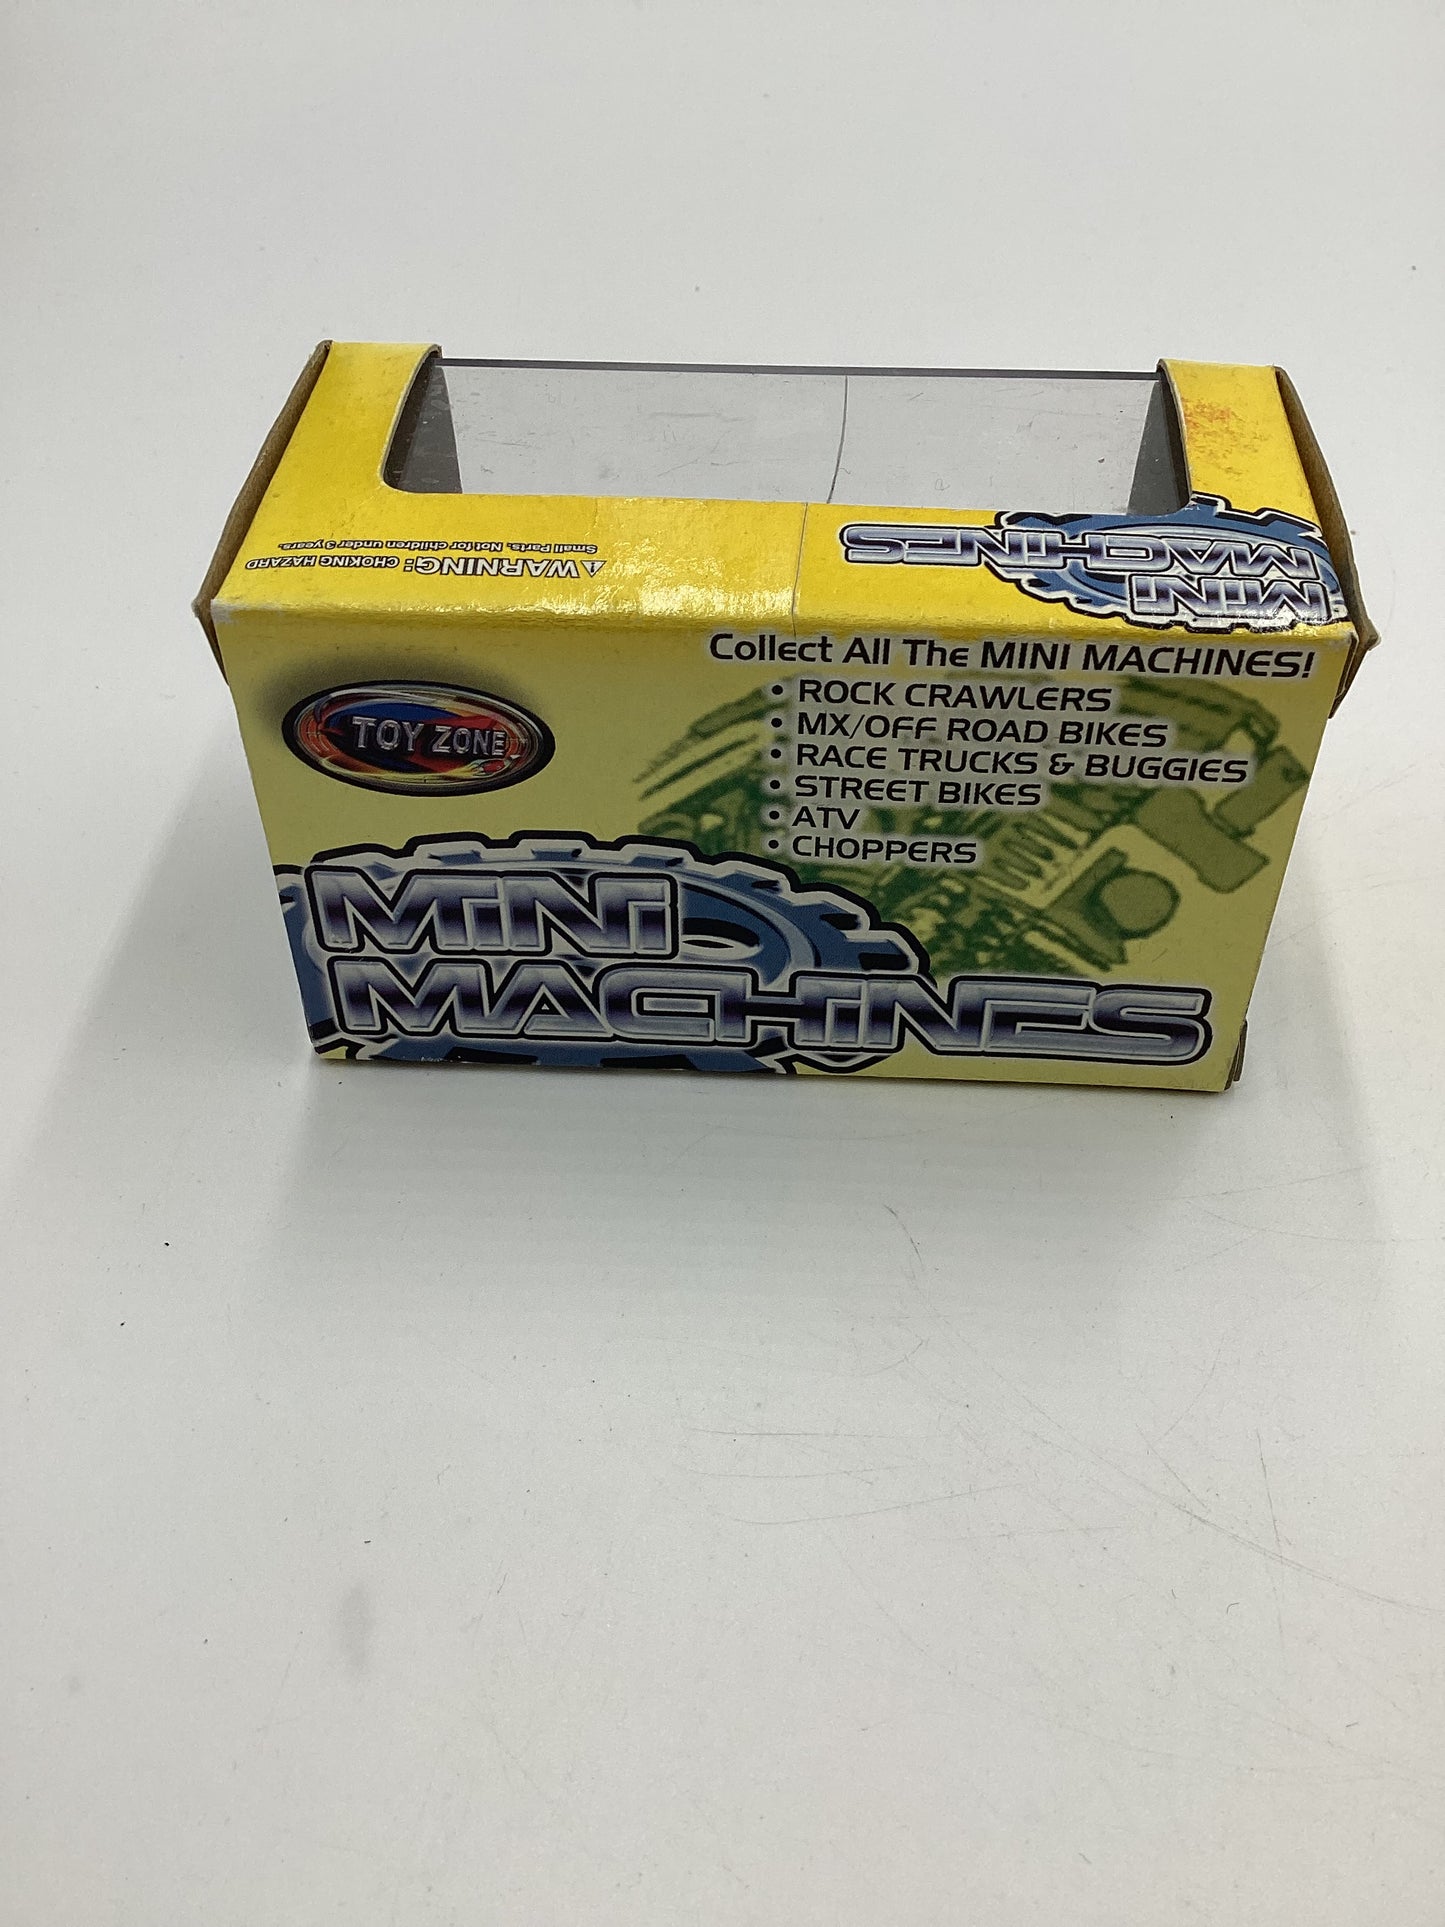 ⚠WARNING: CHOKING HAZARD
Small Parts. Not for children under 3 years.
MINI
MACHINES
Collect All The MINI MACHINES!
• ROCK CRAWLERS
• MX/OFF ROAD BIKES
• RACE TRUCKS & BUGGIES
• STREET BIKES
• ATV
• CHOPPERS
TOY ZONE
MINI
MACHINES